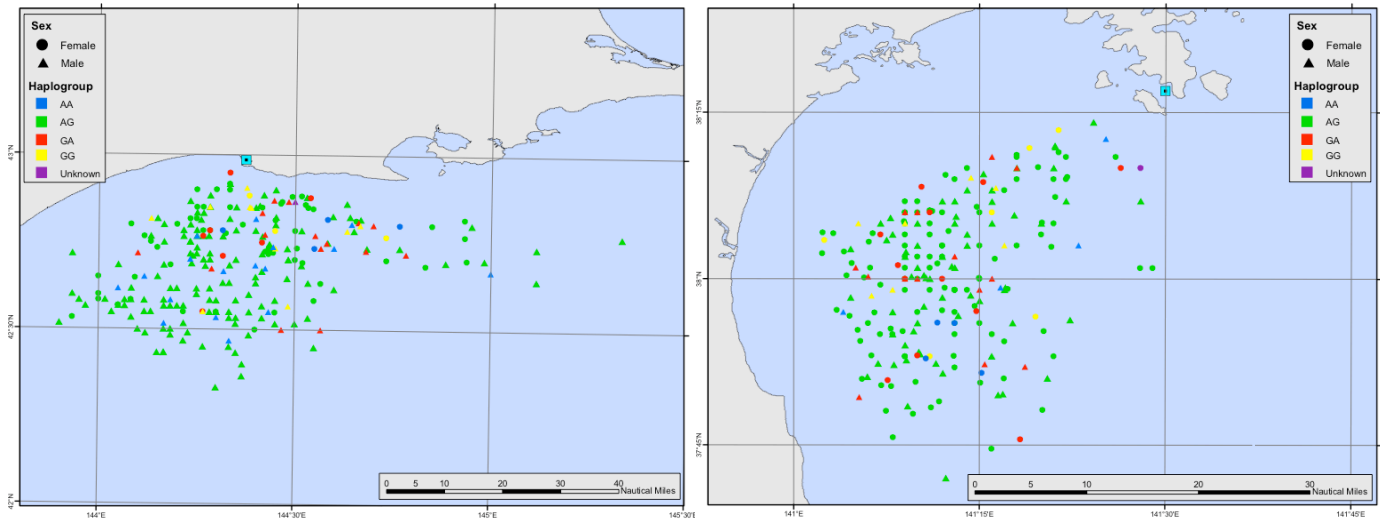 Sex
Female
Male
Haplogroup
AA
AG
GA
GG
Unknown
43°N
42°30'N
42°N
144°E
144°30'E
145°E
145°30'E
0 10 20 30 40
Nautical Miles
Sex
Female
Male
Haplogroup
AA
AG
GA
GG
Unknown
38°15'N
38°N
37°45'N
141°E
141°15'E
141°30'E
141°45'E
0 10 20 30
Nautical Miles